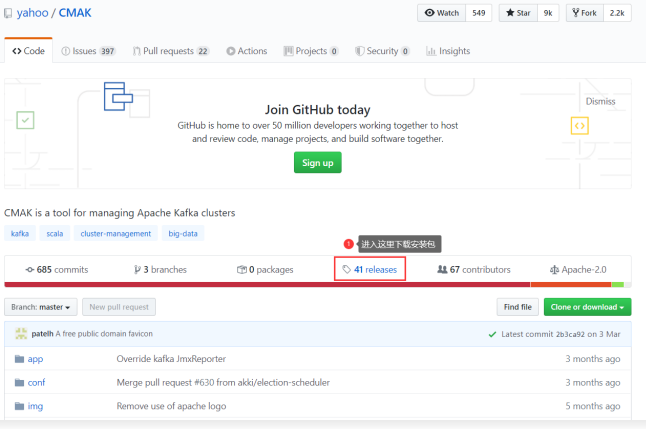 yahoo / CMAK
Watch 549 Star 9k Fork 2.2k
Code Issues 397 Pull requests 22 Actions Projects 0 Security 0 Insights
Join GitHub today
Dismiss
GitHub is home to over 50 million developers working together to host
and review code, manage projects, and build software together.
Sign up
CMAK is a tool for managing Apache Kafka clusters
kafka scala cluster-management big-data
1 进入这里下载安装包
685 commits 3 branches 0 packages 41 releases 67 contributors Apache-2.0
Branch: master New pull request Find file Clone or download
patelh A free public domain favicon Latest commit 2b3ca92 on 3 Mar
app Override kafka JmxReporter 3 months ago
conf Merge pull request #630 from akki/election-scheduler 3 months ago
img Remove use of apache logo 5 months ago